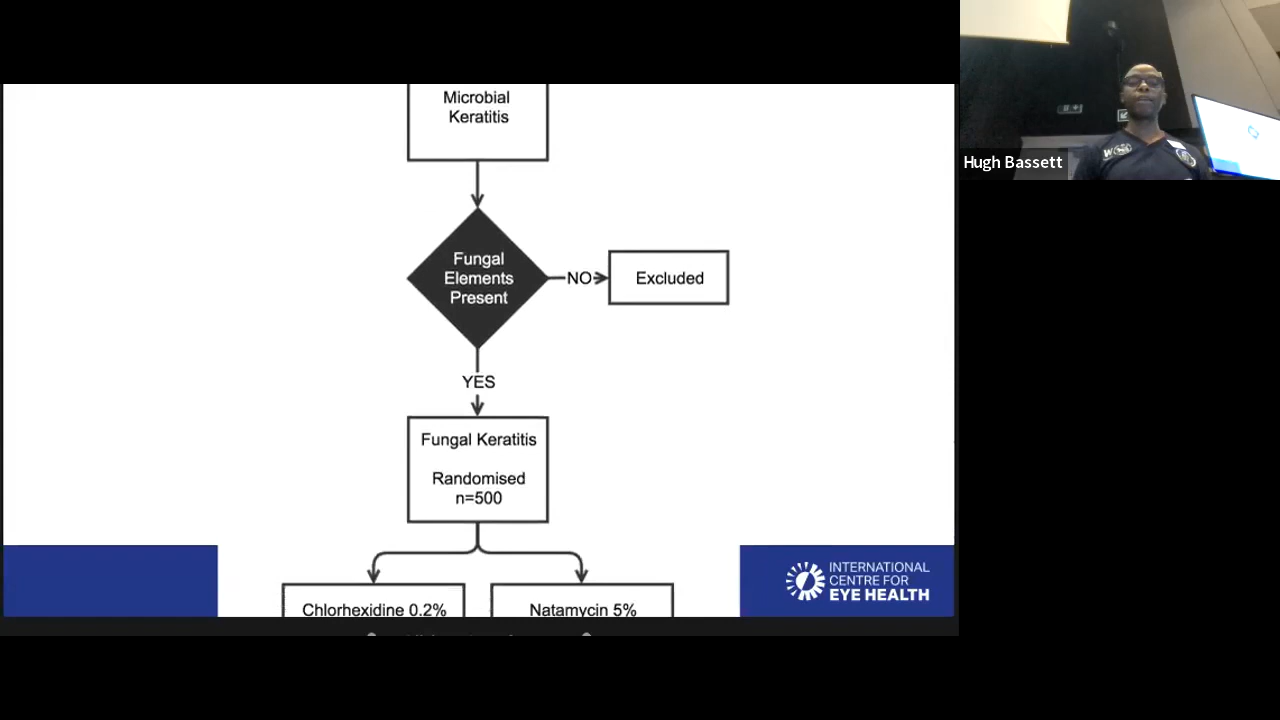 Microbial
Keratitis
Fungal
Elements
Present
NO
Excluded
YES
Fungal Keratitis
Randomised
n=500
Chlorhexidine 0.2%
Natamycin 5%
INTERNATIONAL
CENTRE FOR
EYE HEALTH
Hugh Bassett